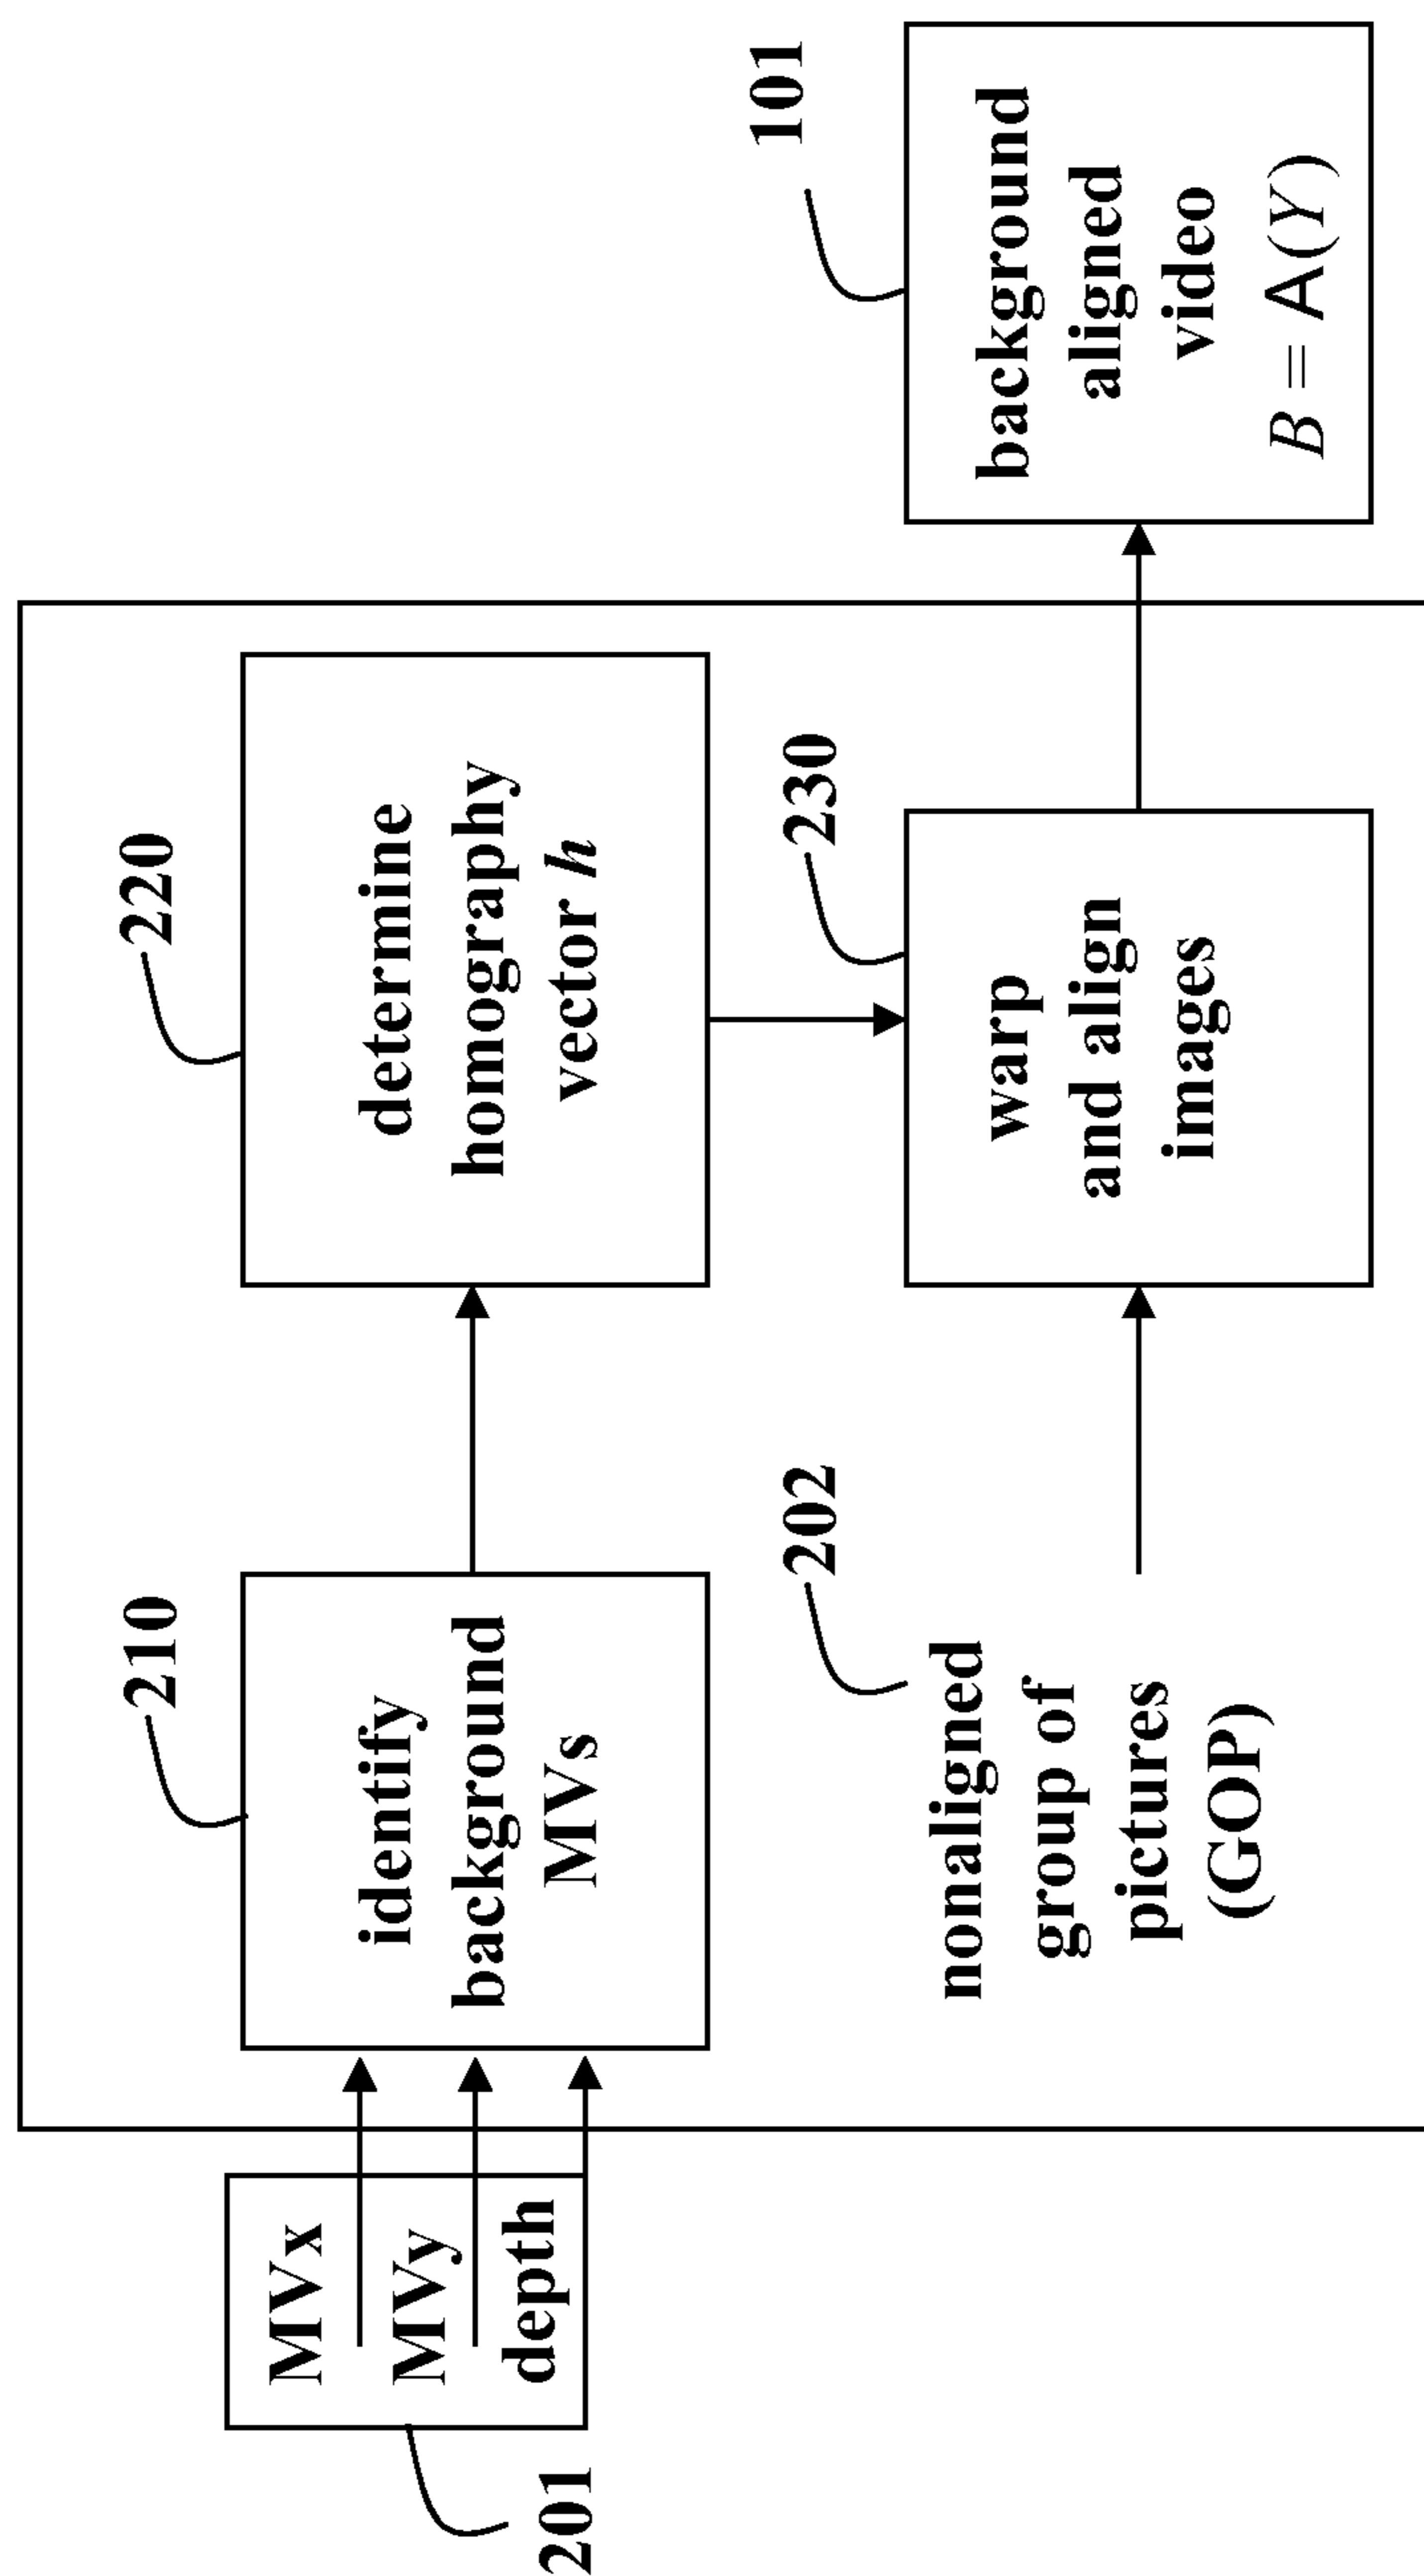 201
MVx
MVy
depth
210
identify
background
MVs
220
determine
homography
vector h
202
nonaligned
group of
pictures
(GOP)
230
warp
and align
images
101
background
aligned
video
B = A(Y)